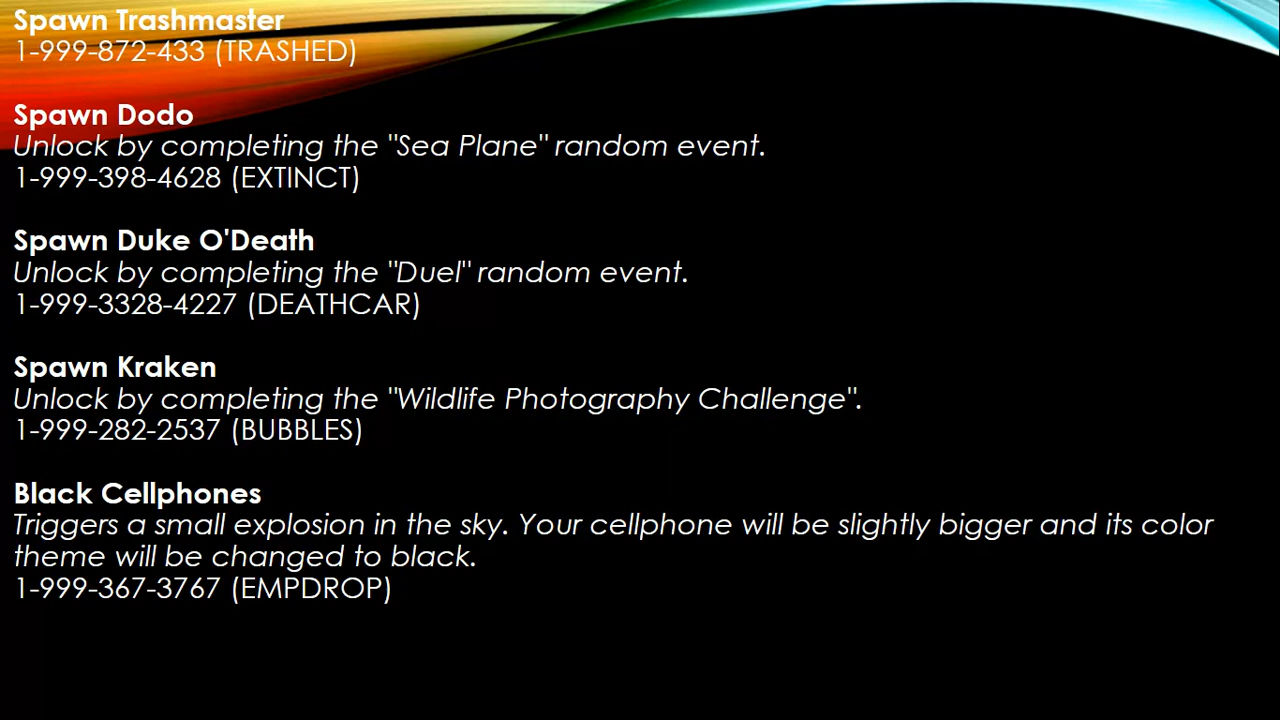 Spawn Trashmaster
1-999-872-433 (TRASHED)
Spawn Dodo
Unlock by completing the "Sea Plane" random event.
1-999-398-4628 (EXTINCT)
Spawn Duke O'Death
Unlock by completing the "Duel" random event.
1-999-3328-4227 (DEATHCAR)
Spawn Kraken
Unlock by completing the "Wildlife Photography Challenge".
1-999-282-2537 (BUBBLES)
Black Cellphones
Triggers a small explosion in the sky. Your cellphone will be slightly bigger and its color
theme will be changed to black.
1-999-367-3767 (EMPDROP)